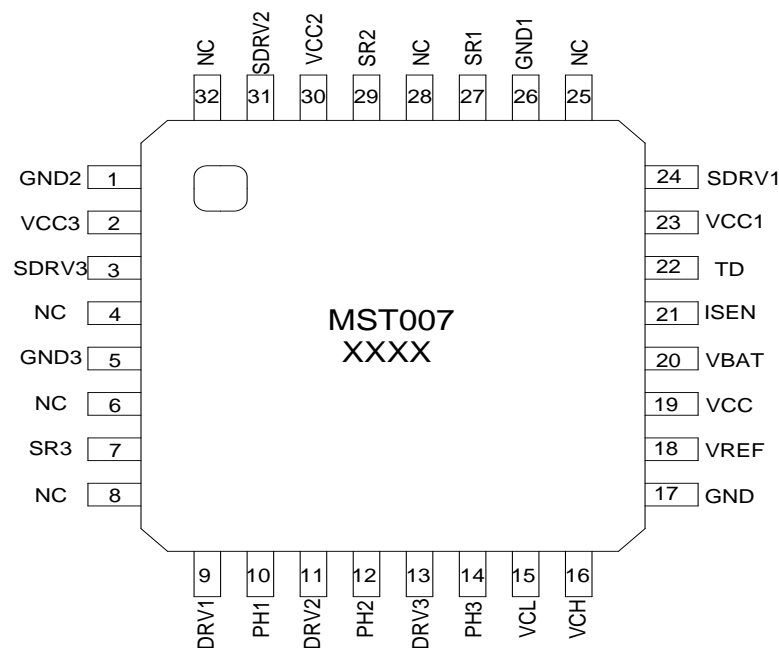 NC SDRV2 VCC2 SR2 NC SR1 GND1 NC
32 31 30 29 28 27 26 25
GND2 1 24 SDRV1
VCC3 2 23 VCC1
SDRV3 3 22 TD
NC 4 21 ISEN
GND3 5 20 VBAT
NC 6 19 VCC
SR3 7 18 VREF
NC 8 17 GND
MST007
XXXX
9 10 11 12 13 14 15 16
DRV1 PH1 DRV2 PH2 DRV3 PH3 VCL VCH